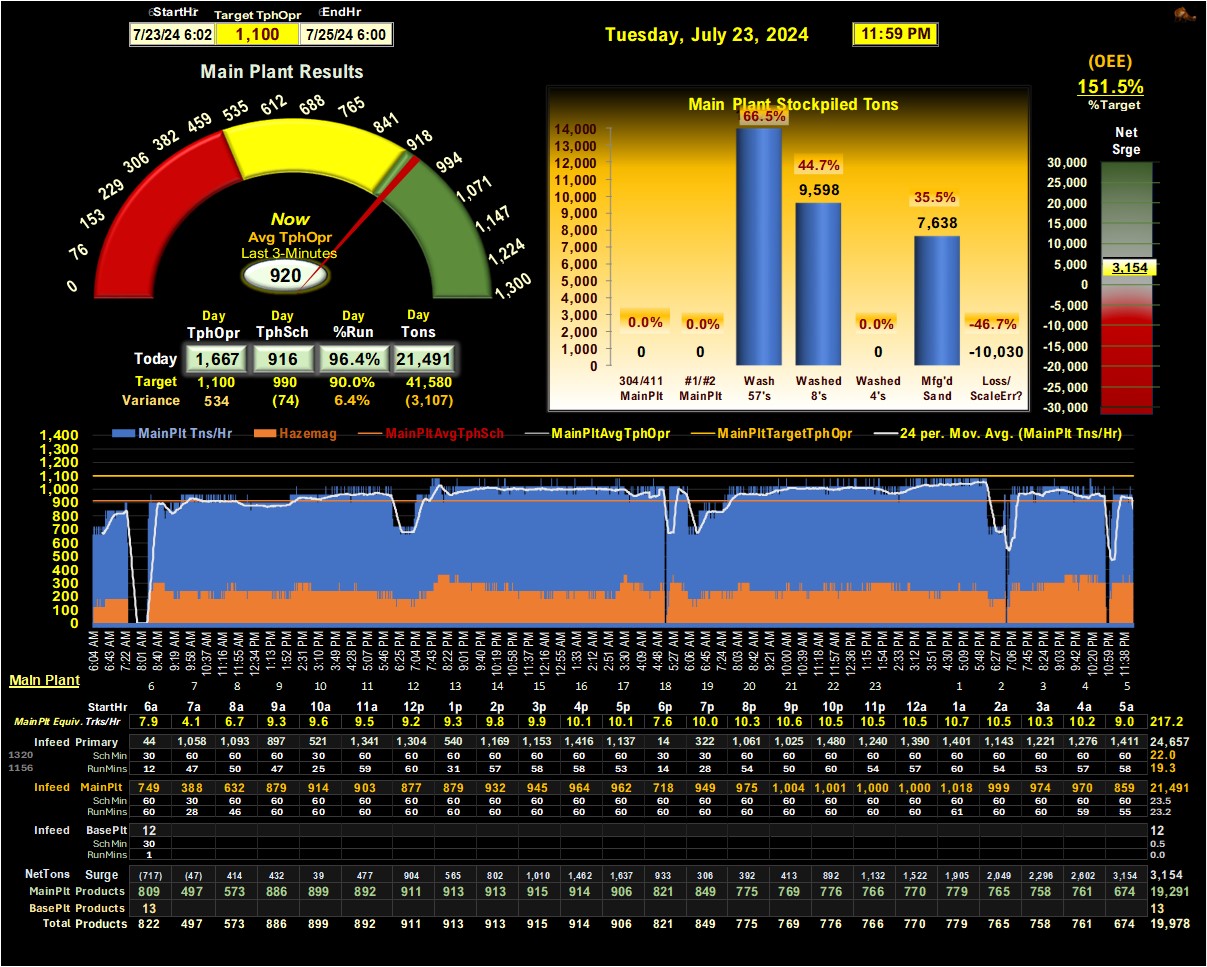 6StartHr Target TphOpr 6EndHr
7/23/24 6:02 1,100 7/25/24 6:00
Tuesday, July 23, 2024 11:59 PM
(OEE)
151.5%
%Target
Main Plant Results
0 76 153 229 306 382 459 535 612 688 765 841 918 994 1,071 1,147 1,224 1,300
Now
Avg TphOpr
Last 3-Minutes
920
Day Day Day Day
TphOpr TphSch %Run Tons
Today 1,667 916 96.4% 21,491
Target 1,100 990 90.0% 41,580
Variance 534 (74) 6.4% (3,107)
Main Plant Stockpiled Tons
14,000
13,000
12,000
11,000
10,000
9,000
8,000
7,000
6,000
5,000
4,000
3,000
2,000
1,000
0
0.0% 0.0% 66.5% 44.7% 0.0% 35.5% -46.7%
0 0 9,598 0 7,638 -10,030
304/411 #1/#2 Wash Washed Washed Mfg'd Loss/
MainPlt MainPlt 57's 8's 4's Sand ScaleErr?
Net
Srge
30,000
25,000
20,000
15,000
10,000
5,000
0
-5,000
-10,000
-15,000
-20,000
-25,000
-30,000
3,154
MainPlt Tns/Hr Hazemag MainPltAvgTphSch MainPltAvgTphOpr MainPltTargetTphOpr 24 per. Mov. Avg. (MainPlt Tns/Hr)
1,400
1,300
1,200
1,100
1,000
900
800
700
600
500
400
300
200
100
0
6:04 AM 6:43 AM 7:22 AM 8:01 AM 8:40 AM 9:19 AM 9:58 AM 10:37 AM 11:16 AM 11:55 AM 12:34 PM 1:13 PM 1:52 PM 2:31 PM 3:10 PM 3:49 PM 4:28 PM 5:07 PM 5:46 PM 6:25 PM 7:04 PM 7:43 PM 8:22 PM 9:01 PM 9:40 PM 10:19 PM 10:58 PM 11:37 PM 12:16 AM 12:55 AM 1:33 AM 2:12 AM 2:51 AM 3:30 AM 4:09 AM 4:48 AM 5:27 AM 6:06 AM 6:45 AM 7:24 AM 8:03 AM 8:42 AM 9:21 AM 10:00 AM 10:39 AM 11:18 AM 11:57 AM 12:36 PM 1:15 PM 1:54 PM 2:33 PM 3:12 PM 3:51 PM 4:30 PM 5:09 PM 5:48 PM 6:27 PM 7:06 PM 7:45 PM 8:24 PM 9:03 PM 9:42 PM 10:20 PM 10:59 PM 11:38 PM
Main Plant
6 7 8 9 10 11 12 13 14 15 16 17 18 19 20 21 22 23 1 2 3 4 5
StartHr 6a 7a 8a 9a 10a 11a 12p 1p 2p 3p 4p 5p 6p 7p 8p 9p 10p 11p 12a 1a 2a 3a 4a 5a
MainPlt Equiv. Trks/Hr 7.9 4.1 6.7 9.3 9.6 9.5 9.2 9.3 9.8 9.9 10.1 10.1 7.6 10.0 10.3 10.6 10.5 10.5 10.5 10.7 10.5 10.3 10.2 9.0 217.2
Infeed Primary 44 1,058 1,093 897 521 1,341 1,304 540 1,169 1,153 1,416 1,137 14 322 1,061 1,025 1,480 1,240 1,390 1,401 1,143 1,221 1,276 1,411 24,657
1320 SchMin 30 60 60 60 30 60 60 60 60 60 60 60 30 30 60 60 60 60 60 60 60 60 60 60 22.0
1156 RunMins 12 47 50 47 25 59 60 31 57 58 58 53 14 28 54 50 60 54 57 60 54 53 57 58 19.3
Infeed MainPlt 749 388 632 879 914 903 877 879 932 945 964 962 718 949 975 1,004 1,001 1,000 1,000 1,018 999 974 970 859 21,491
SchMin 60 30 60 60 60 60 60 60 60 60 60 60 60 60 60 60 60 60 60 60 60 60 60 60 23.5
RunMins 60 28 46 60 60 60 60 60 60 60 60 60 60 60 60 60 60 60 60 61 60 60 59 55 23.2
Infeed BasePlt 12 12
SchMin 30 0.5
RunMins 1 0.0
NetTons Surge (717) (47) 414 432 39 477 904 565 802 1,010 1,462 1,637 933 306 392 413 892 1,132 1,522 1,905 2,049 2,296 2,602 3,154 3,154
MainPlt Products 809 497 573 886 899 892 911 913 913 915 914 906 821 849 775 769 776 766 770 779 765 758 761 674 19,291
BasePlt Products 13 13
Total Products 822 497 573 886 899 892 911 913 913 915 914 906 821 849 775 769 776 766 770 779 765 758 761 674 19,978